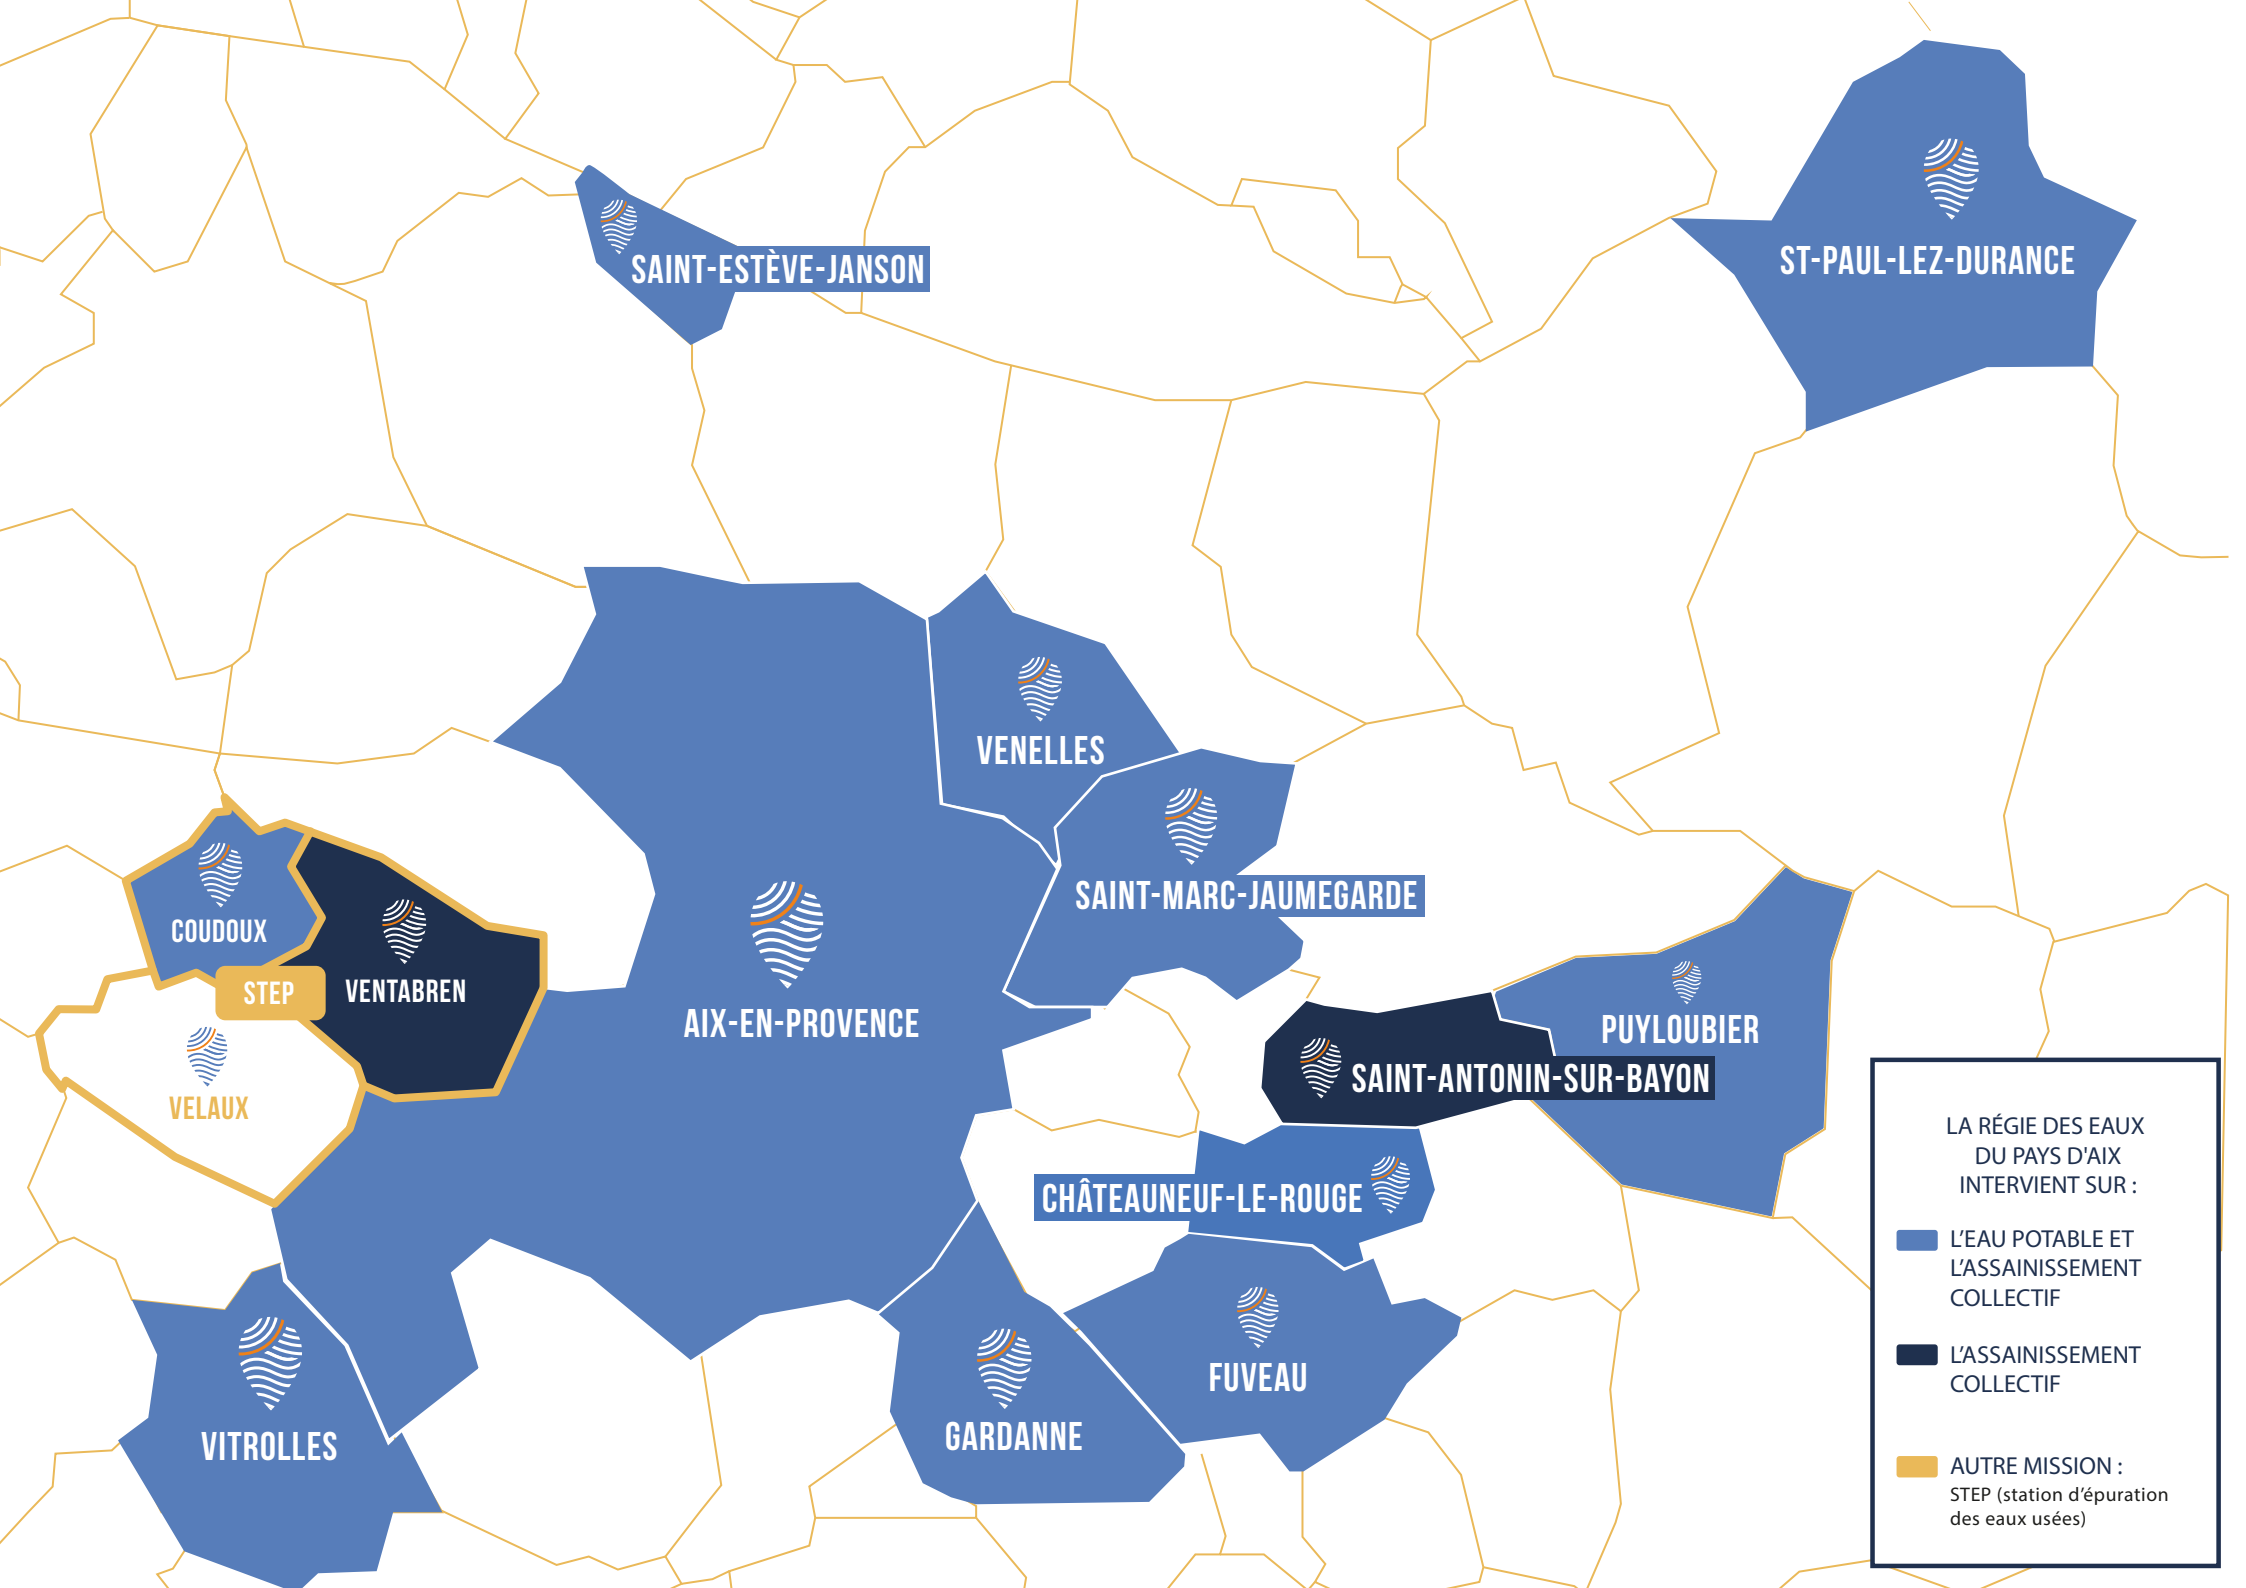 SAINT-ESTÈVE-JANSON
ST-PAUL-LEZ-DURANCE
VENELLES
SAINT-MARC-JAUMEGARDE
COUDOUX
VENTABREN
STEP
AIX-EN-PROVENCE
PUYLOUBIER
SAINT-ANTONIN-SUR-BAYON
VELAUX
CHÂTEAUNEUF-LE-ROUGE
FUVEAU
GARDANNE
VITROLLES
LA RÉGIE DES EAUX
DU PAYS D'AIX
INTERVIENT SUR :
L'EAU POTABLE ET
L'ASSAINISSEMENT
COLLECTIF
L'ASSAINISSEMENT
COLLECTIF
AUTRE MISSION :
STEP (station d'épuration
des eaux usées)